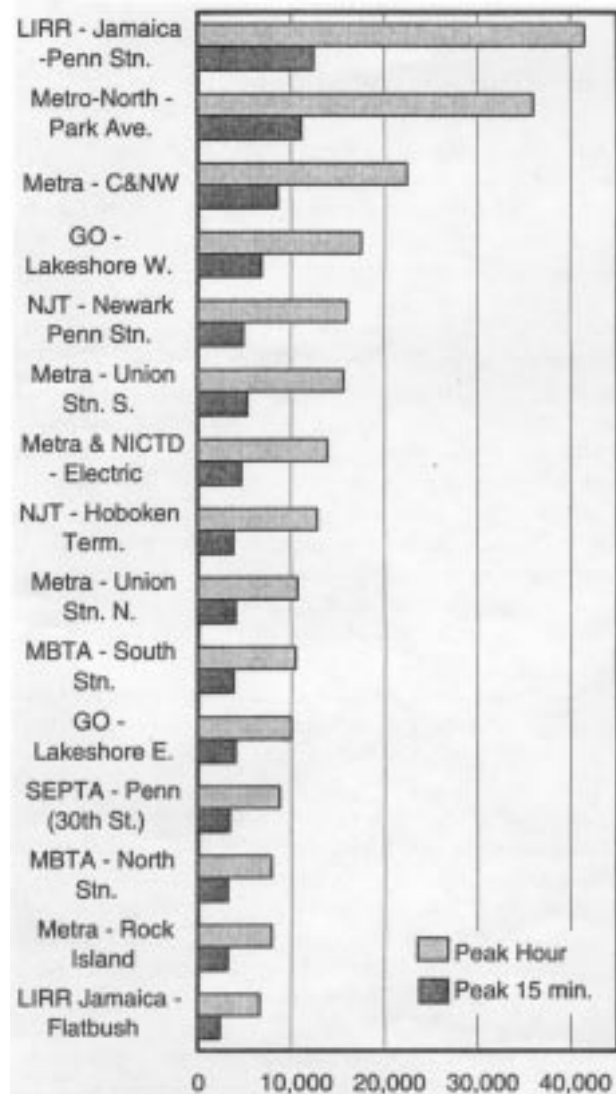 LIRR - Jamaica
-Penn Stn.
Metro-North -
Park Ave.
Metra - C&NW
GO -
Lakeshore W.
NJT - Newark
Penn Stn.
Metra - Union
Stn. S.
Metra & NICTD
- Electric
NJT - Hoboken
Term.
Metra - Union
Stn. N.
MBTA - South
Stn.
GO -
Lakeshore E.
SEPTA - Penn
(30th St.)
MBTA - North
Stn.
Metra - Rock
Island
LIRR Jamaica -
Flatbush
Peak Hour
Peak 15 min.
0 10,000 20,000 30,000 40,000